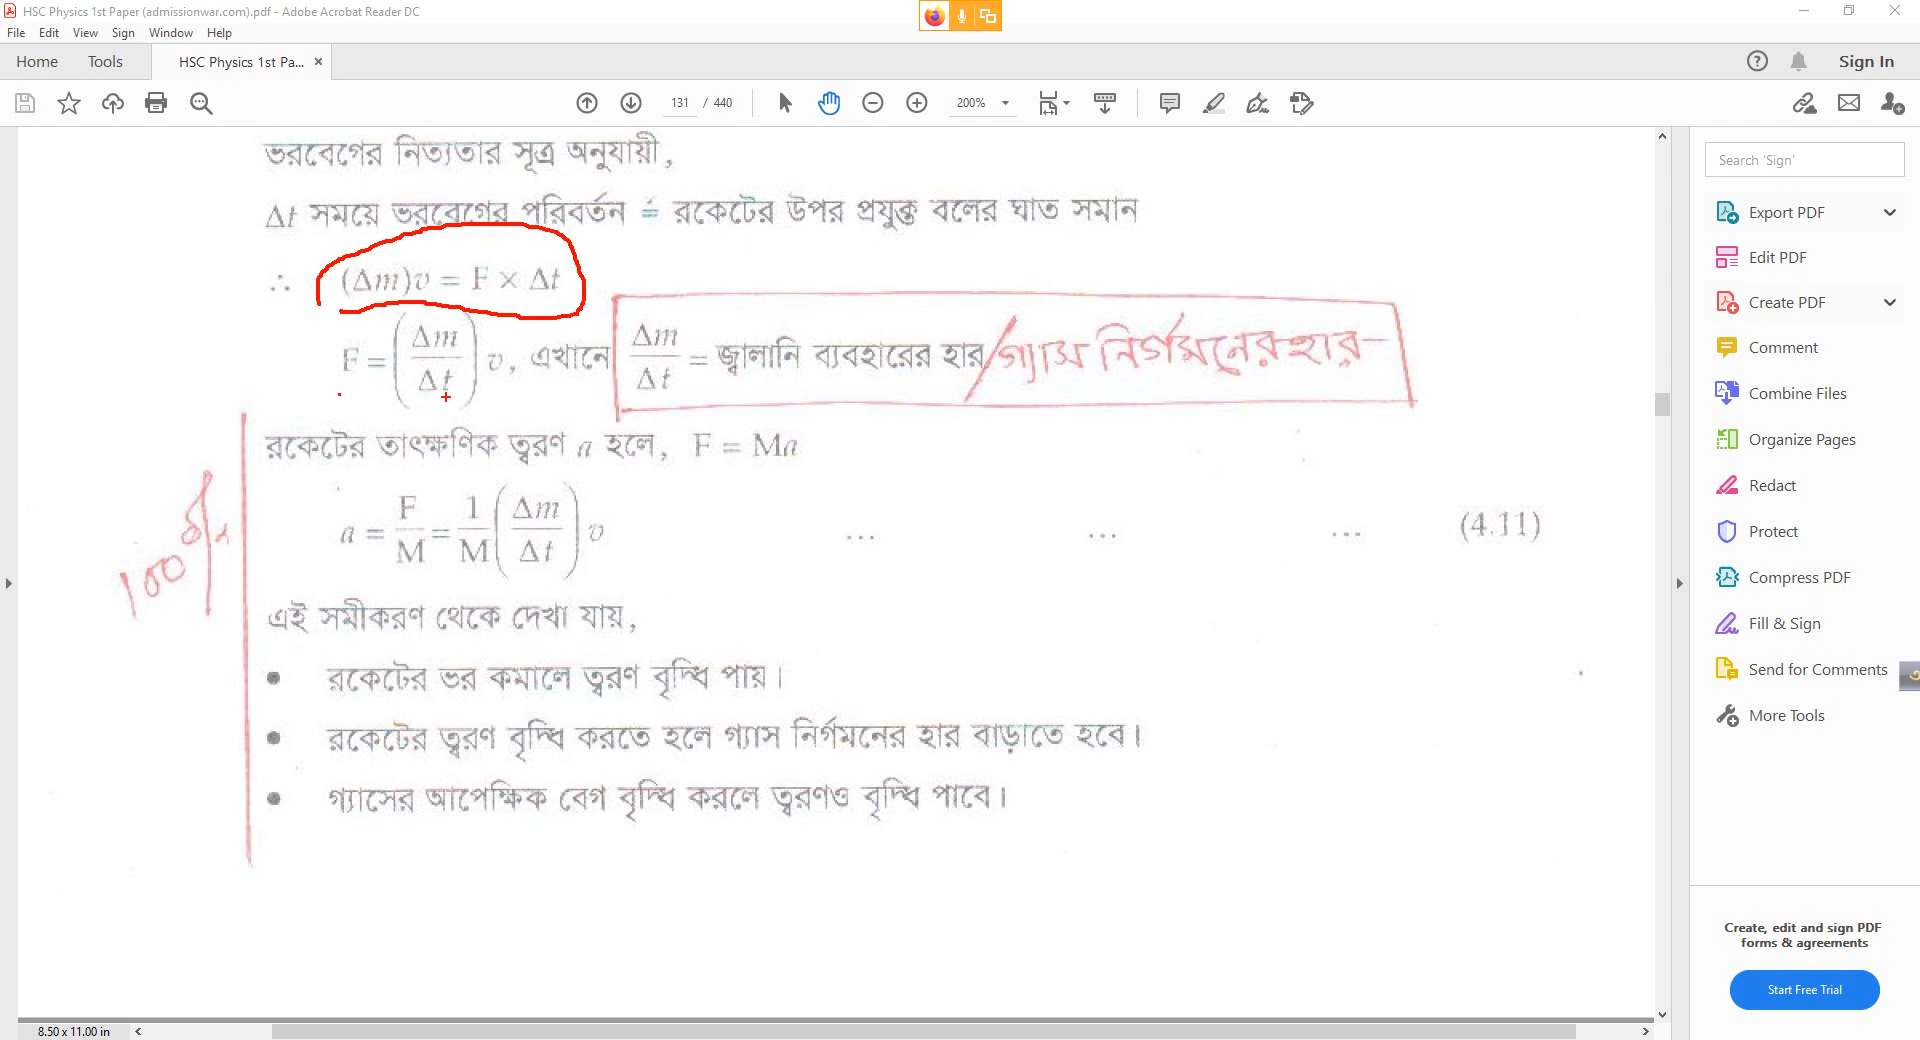 HSC Physics 1st Paper (admissionwar.com).pdf - Adobe Acrobat Reader DC
File Edit View Sign Window Help
Home Tools HSC Physics 1st Pa... × Sign In
131 / 440 200%
ভরবেগের নিত্যতার সূত্র অনুযায়ী,
Δt সময়ে ভরবেগের পরিবর্তন = রকেটের উপর প্রযুক্ত বলের ঘাত সমান
∴ (Δm)v = F × Δt
F = (Δm/Δt) v, এখানে Δm/Δt = জ্বালানি ব্যবহারের হার/গ্যাস নির্গমনের হার
রকেটের তাৎক্ষণিক ত্বরণ a হলে, F = Ma
a = F/M = 1/M (Δm/Δt) v ... ... ... (4.11)
এই সমীকরণ থেকে দেখা যায়,
• রকেটের ভর কমালে ত্বরণ বৃদ্ধি পায়।
• রকেটের ত্বরণ বৃদ্ধি করতে হলে গ্যাস নির্গমনের হার বাড়াতে হবে।
• গ্যাসের আপেক্ষিক বেগ বৃদ্ধি করলে ত্বরণও বৃদ্ধি পাবে।
8.50 x 11.00 in
Search 'Sign'
Export PDF
Edit PDF
Create PDF
Comment
Combine Files
Organize Pages
Redact
Protect
Compress PDF
Fill & Sign
Send for Comments
More Tools
Create, edit and sign PDF
forms & agreements
Start Free Trial